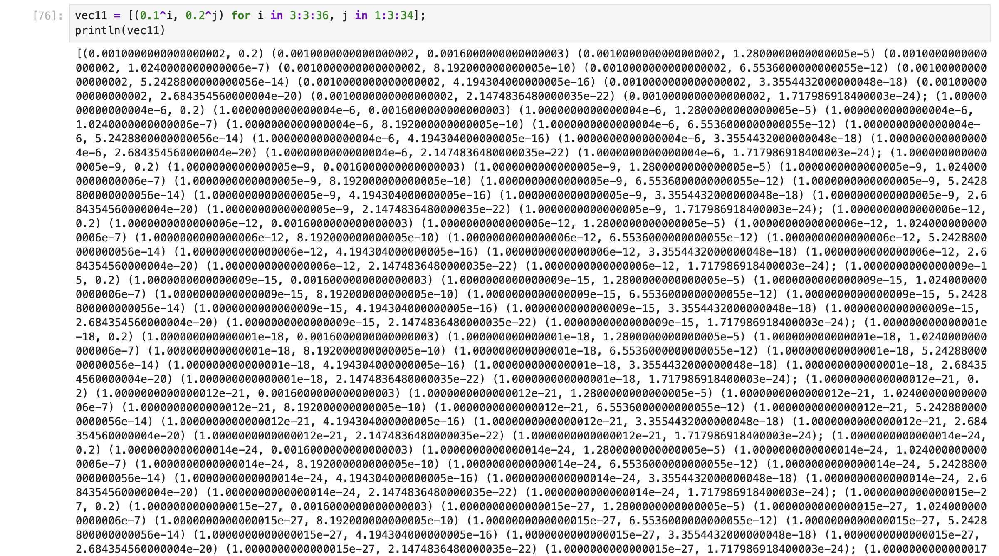 [76]: vec11 = [(0.1^i, 0.2^j) for i in 3:3:36, j in 1:3:34];
println(vec11)
[(0.0010000000000000002, 0.2) (0.0010000000000000002, 0.0016000000000000003) (0.0010000000000000002, 1.2800000000000005e-5) (0.0010000000000
000002, 1.0240000000000006e-7) (0.0010000000000000002, 8.192000000000005e-10) (0.0010000000000000002, 6.5536000000000055e-12) (0.00100000000
00000002, 5.2428800000000056e-14) (0.0010000000000000002, 4.194304000000005e-16) (0.0010000000000000002, 3.3554432000000048e-18) (0.00100000
00000000002, 2.684354560000004e-20) (0.0010000000000000002, 2.1474836480000035e-22) (0.0010000000000000002, 1.717986918400003e-24); (1.00000
00000000004e-6, 0.2) (1.0000000000000004e-6, 0.0016000000000000003) (1.0000000000000004e-6, 1.2800000000000005e-5) (1.0000000000000004e-6, 
1.0240000000000006e-7) (1.0000000000000004e-6, 8.192000000000005e-10) (1.0000000000000004e-6, 6.5536000000000055e-12) (1.0000000000000004e-
6, 5.2428800000000056e-14) (1.0000000000000004e-6, 4.194304000000005e-16) (1.0000000000000004e-6, 3.3554432000000048e-18) (1.000000000000000
4e-6, 2.684354560000004e-20) (1.0000000000000004e-6, 2.1474836480000035e-22) (1.0000000000000004e-6, 1.717986918400003e-24); (1.000000000000
0005e-9, 0.2) (1.0000000000000005e-9, 0.0016000000000000003) (1.0000000000000005e-9, 1.2800000000000005e-5) (1.0000000000000005e-9, 1.024000
0000000006e-7) (1.0000000000000005e-9, 8.192000000000005e-10) (1.0000000000000005e-9, 6.5536000000000055e-12) (1.0000000000000005e-9, 5.2428
800000000056e-14) (1.0000000000000005e-9, 4.194304000000005e-16) (1.0000000000000005e-9, 3.3554432000000048e-18) (1.0000000000000005e-9, 2.6
84354560000004e-20) (1.0000000000000005e-9, 2.1474836480000035e-22) (1.0000000000000005e-9, 1.717986918400003e-24); (1.0000000000000006e-12, 
0.2) (1.0000000000000006e-12, 0.0016000000000000003) (1.0000000000000006e-12, 1.2800000000000005e-5) (1.0000000000000006e-12, 1.024000000000
0006e-7) (1.0000000000000006e-12, 8.192000000000005e-10) (1.0000000000000006e-12, 6.5536000000000055e-12) (1.0000000000000006e-12, 5.2428800
000000056e-14) (1.0000000000000006e-12, 4.194304000000005e-16) (1.0000000000000006e-12, 3.3554432000000048e-18) (1.0000000000000006e-12, 2.6
84354560000004e-20) (1.0000000000000006e-12, 2.1474836480000035e-22) (1.0000000000000006e-12, 1.717986918400003e-24); (1.0000000000000009e-1
5, 0.2) (1.0000000000000009e-15, 0.0016000000000000003) (1.0000000000000009e-15, 1.2800000000000005e-5) (1.0000000000000009e-15, 1.024000000
0000006e-7) (1.0000000000000009e-15, 8.192000000000005e-10) (1.0000000000000009e-15, 6.5536000000000055e-12) (1.0000000000000009e-15, 5.2428
800000000056e-14) (1.0000000000000009e-15, 4.194304000000005e-16) (1.0000000000000009e-15, 3.3554432000000048e-18) (1.0000000000000009e-15, 
2.684354560000004e-20) (1.0000000000000009e-15, 2.1474836480000035e-22) (1.0000000000000009e-15, 1.717986918400003e-24); (1.000000000000001e
-18, 0.2) (1.000000000000001e-18, 0.0016000000000000003) (1.000000000000001e-18, 1.2800000000000005e-5) (1.000000000000001e-18, 1.0240000000
000006e-7) (1.000000000000001e-18, 8.192000000000005e-10) (1.000000000000001e-18, 6.5536000000000055e-12) (1.000000000000001e-18, 5.24288000
00000056e-14) (1.000000000000001e-18, 4.194304000000005e-16) (1.000000000000001e-18, 3.3554432000000048e-18) (1.000000000000001e-18, 2.68435
4560000004e-20) (1.000000000000001e-18, 2.1474836480000035e-22) (1.000000000000001e-18, 1.717986918400003e-24); (1.0000000000000012e-21, 0.
2) (1.0000000000000012e-21, 0.0016000000000000003) (1.0000000000000012e-21, 1.2800000000000005e-5) (1.0000000000000012e-21, 1.02400000000000
06e-7) (1.0000000000000012e-21, 8.192000000000005e-10) (1.0000000000000012e-21, 6.5536000000000055e-12) (1.0000000000000012e-21, 5.242880000
0000056e-14) (1.0000000000000012e-21, 4.194304000000005e-16) (1.0000000000000012e-21, 3.3554432000000048e-18) (1.0000000000000012e-21, 2.684
354560000004e-20) (1.0000000000000012e-21, 2.1474836480000035e-22) (1.0000000000000012e-21, 1.717986918400003e-24); (1.0000000000000014e-24, 
0.2) (1.0000000000000014e-24, 0.0016000000000000003) (1.0000000000000014e-24, 1.2800000000000005e-5) (1.0000000000000014e-24, 1.024000000000
0006e-7) (1.0000000000000014e-24, 8.192000000000005e-10) (1.0000000000000014e-24, 6.5536000000000055e-12) (1.0000000000000014e-24, 5.2428800
000000056e-14) (1.0000000000000014e-24, 4.194304000000005e-16) (1.0000000000000014e-24, 3.3554432000000048e-18) (1.0000000000000014e-24, 2.6
84354560000004e-20) (1.0000000000000014e-24, 2.1474836480000035e-22) (1.0000000000000014e-24, 1.717986918400003e-24); (1.0000000000000015e-2
7, 0.2) (1.0000000000000015e-27, 0.0016000000000000003) (1.0000000000000015e-27, 1.2800000000000005e-5) (1.0000000000000015e-27, 1.024000000
0000006e-7) (1.0000000000000015e-27, 8.192000000000005e-10) (1.0000000000000015e-27, 6.5536000000000055e-12) (1.0000000000000015e-27, 5.2428
800000000056e-14) (1.0000000000000015e-27, 4.194304000000005e-16) (1.0000000000000015e-27, 3.3554432000000048e-18) (1.0000000000000015e-27, 
2.684354560000004e-20) (1.0000000000000015e-27, 2.1474836480000035e-22) (1.0000000000000015e-27, 1.717986918400003e-24); (1.0000000000000017